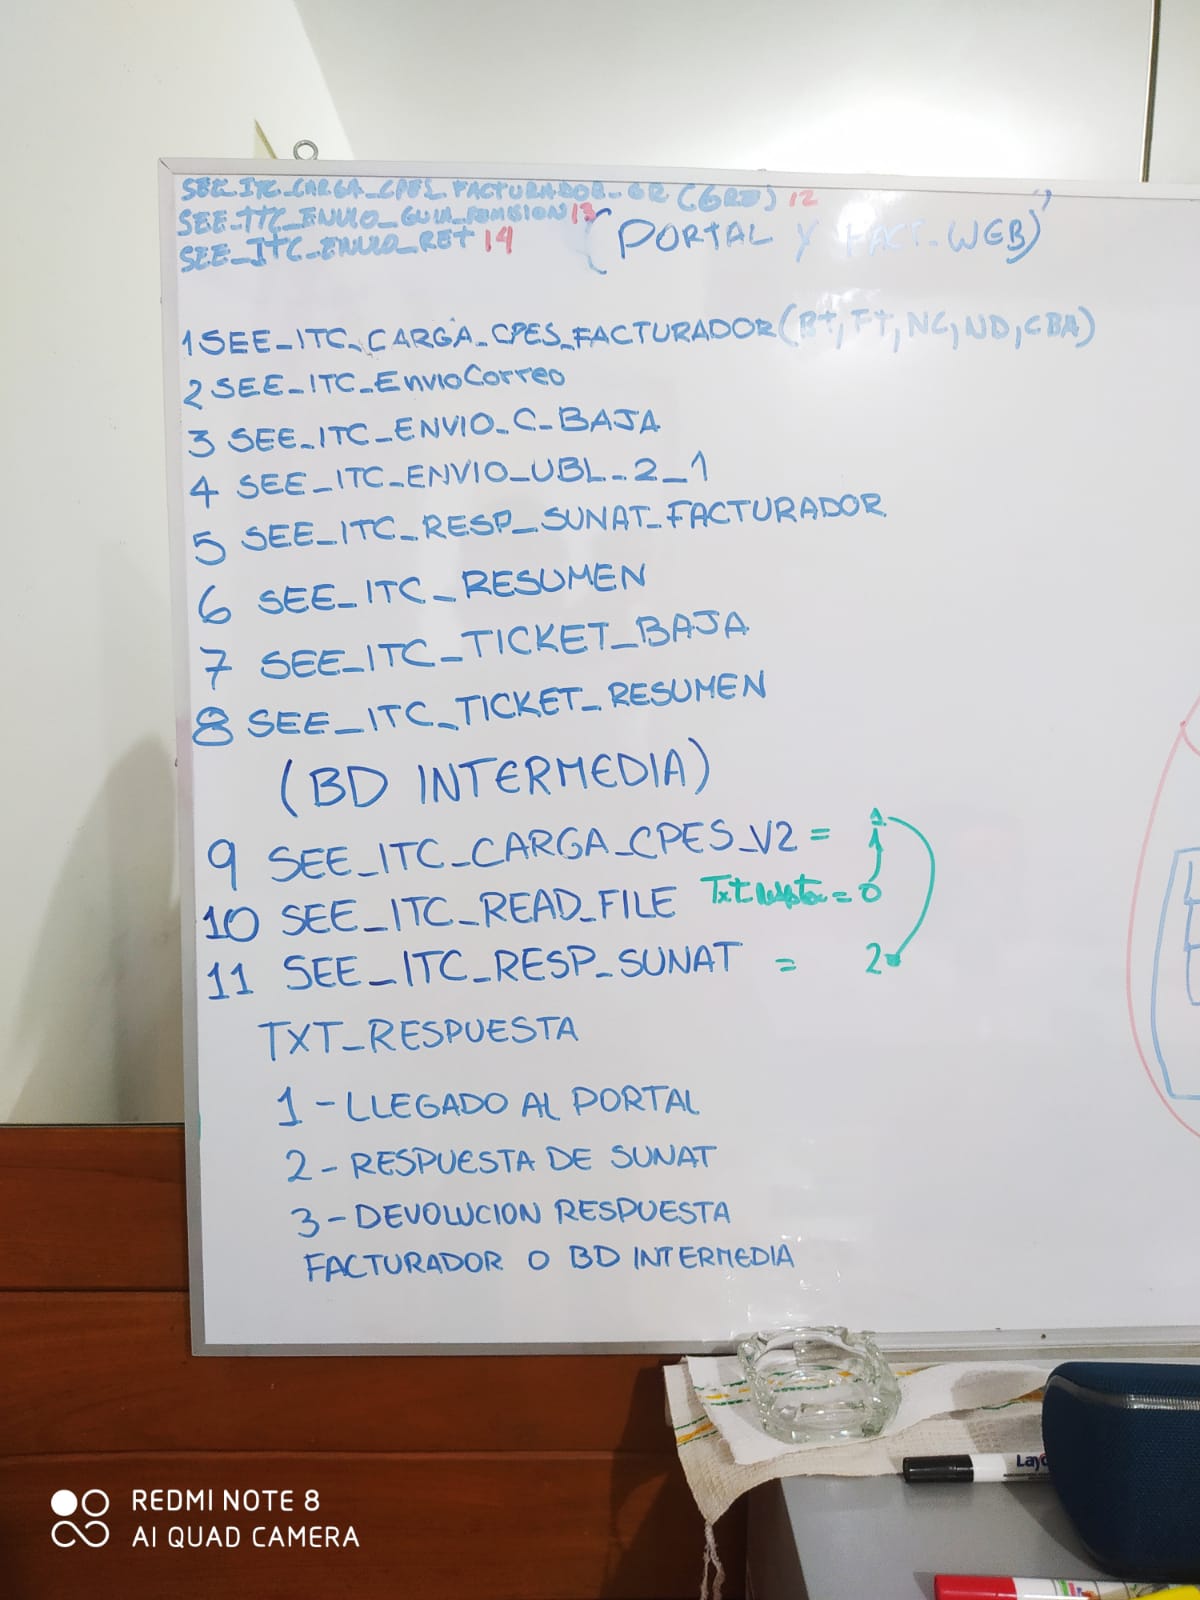 SEE_ITC_CARGA_CPES_FACTURADOR_GR (GRE) 12
SEE_ITC_ENVIO_GUIA_REMISION 13
SEE_ITC_ENVIO_RET 14
(PORTAL Y FACT. WEB)
1 SEE_ITC_CARGA_CPES_FACTURADOR (Bt, Ft, NC, ND, CBA)
2 SEE_ITC_EnvioCorreo
3 SEE_ITC_ENVIO_C_BAJA
4 SEE_ITC_ENVIO_UBL_2_1
5 SEE_ITC_RESP_SUNAT_FACTURADOR
6 SEE_ITC_RESUMEN
7 SEE_ITC_TICKET_BAJA
8 SEE_ITC_TICKET_RESUMEN
(BD INTERMEDIA)
9 SEE_ITC_CARGA_CPES_V2 = 1
10 SEE_ITC_READ_FILE Txt = 0
11 SEE_ITC_RESP_SUNAT = 2
TXT_RESPUESTA
1 - LLEGADO AL PORTAL
2 - RESPUESTA DE SUNAT
3 - DEVOLUCION RESPUESTA
FACTURADOR O BD INTERMEDIA
REDMI NOTE 8
AI QUAD CAMERA